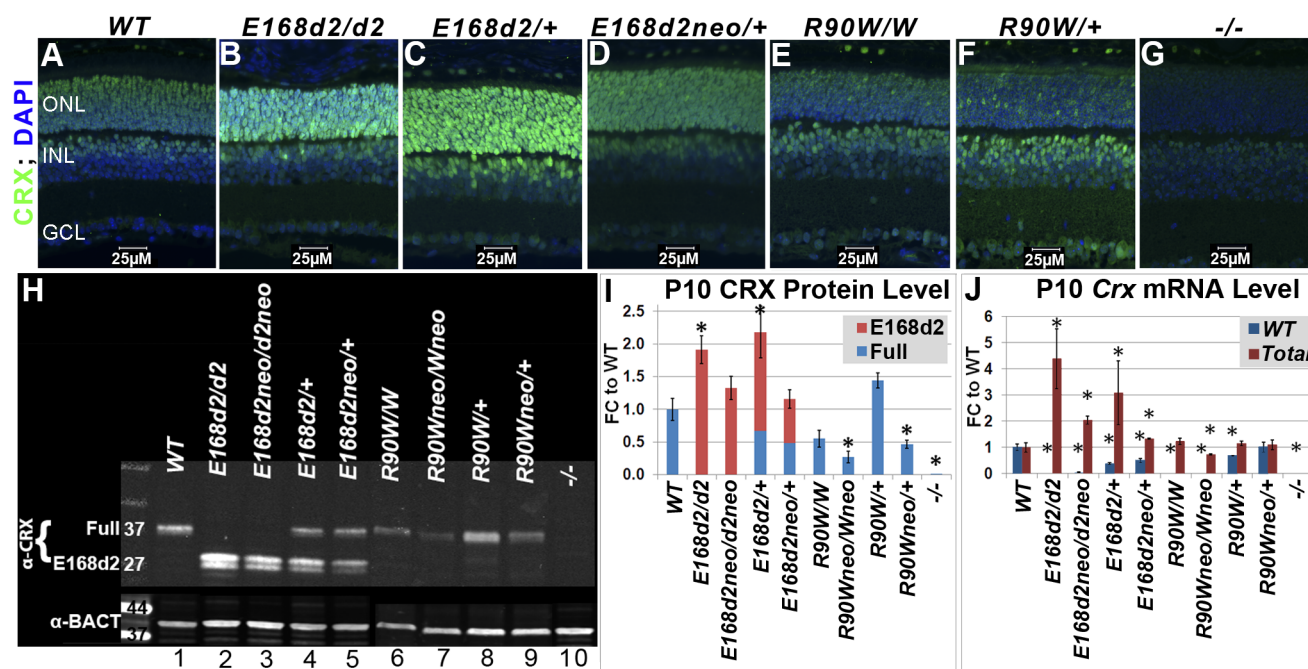 WT E168d2/d2 E168d2/+ E168d2neo/+ R90W/W R90W/+ -/-
A B C D E F G
CRX; DAPI
ONL
INL
GCL
25μM 25μM 25μM 25μM 25μM 25μM 25μM
H
WT E168d2/d2 E168d2neo/d2neo E168d2/+ E168d2neo/+ R90W/W R90Wneo/Wneo R90W/+ R90Wneo/+ -/-
α-CRX { Full 37
E168d2 27
α-BACT 44
37
1 2 3 4 5 6 7 8 9 10
I P10 CRX Protein Level
E168d2
Full
FC to WT
2.5
2.0
1.5
1.0
0.5
0.0
* * * * *
WT E168d2/d2 E168d2neo/d2neo E168d2/+ E168d2neo/+ R90W/W R90Wneo/Wneo R90W/+ R90Wneo/+ -/-
J P10 Crx mRNA Level
WT
Total
FC to WT
6
5
4
3
2
1
0
* * * * * * * * * * * * *
WT E168d2/d2 E168d2neo/d2neo E168d2/+ E168d2neo/+ R90W/W R90Wneo/Wneo R90W/+ R90Wneo/+ -/-